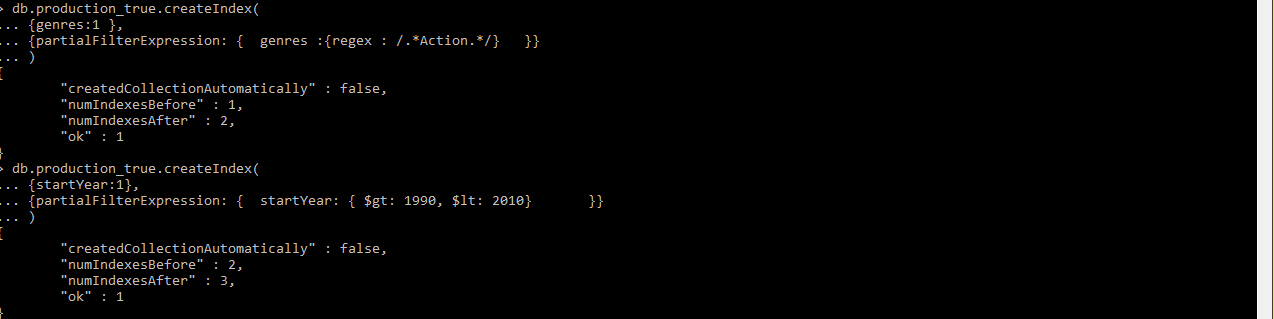 > db.production_true.createIndex(
... {genres:1 },
... {partialFilterExpression: {  genres :{regex : /.*Action.*/}   }}
... )
{
        "createdCollectionAutomatically" : false,
        "numIndexesBefore" : 1,
        "numIndexesAfter" : 2,
        "ok" : 1
}
> db.production_true.createIndex(
... {startYear:1},
... {partialFilterExpression: {  startYear: { $gt: 1990, $lt: 2010}       }}
... )
{
        "createdCollectionAutomatically" : false,
        "numIndexesBefore" : 2,
        "numIndexesAfter" : 3,
        "ok" : 1
}